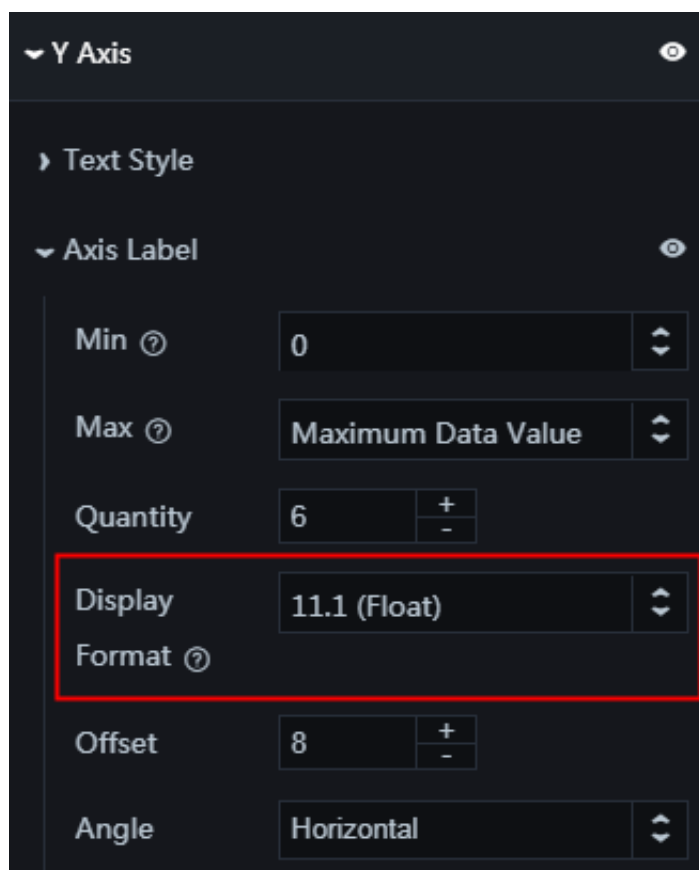 Y Axis
Text Style
Axis Label
Min ?
0
Max ?
Maximum Data Value
Quantity
6
+
-
Display
Format ?
11.1 (Float)
Offset
8
+
-
Angle
Horizontal